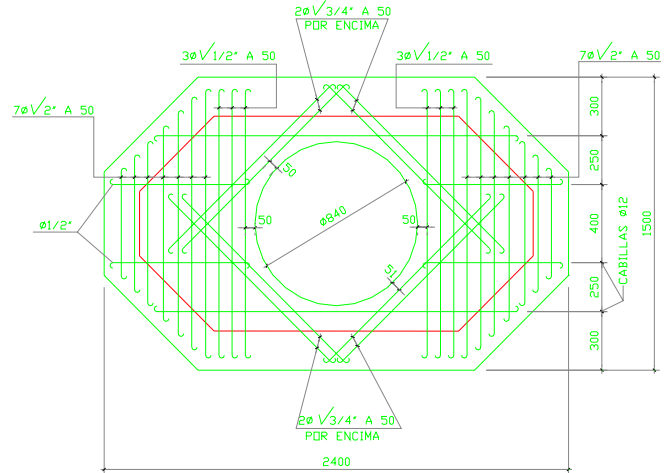 2ø√3/4" A 50
POR ENCIMA
3ø√1/2" A 50
3ø√1/2" A 50
7ø√2" A 50
7ø√2" A 50
300
250
50
ø840
50
50
400
1500
ø1/2"
CABILLAS ø12
51
250
300
2ø√3/4" A 50
POR ENCIMA
2400